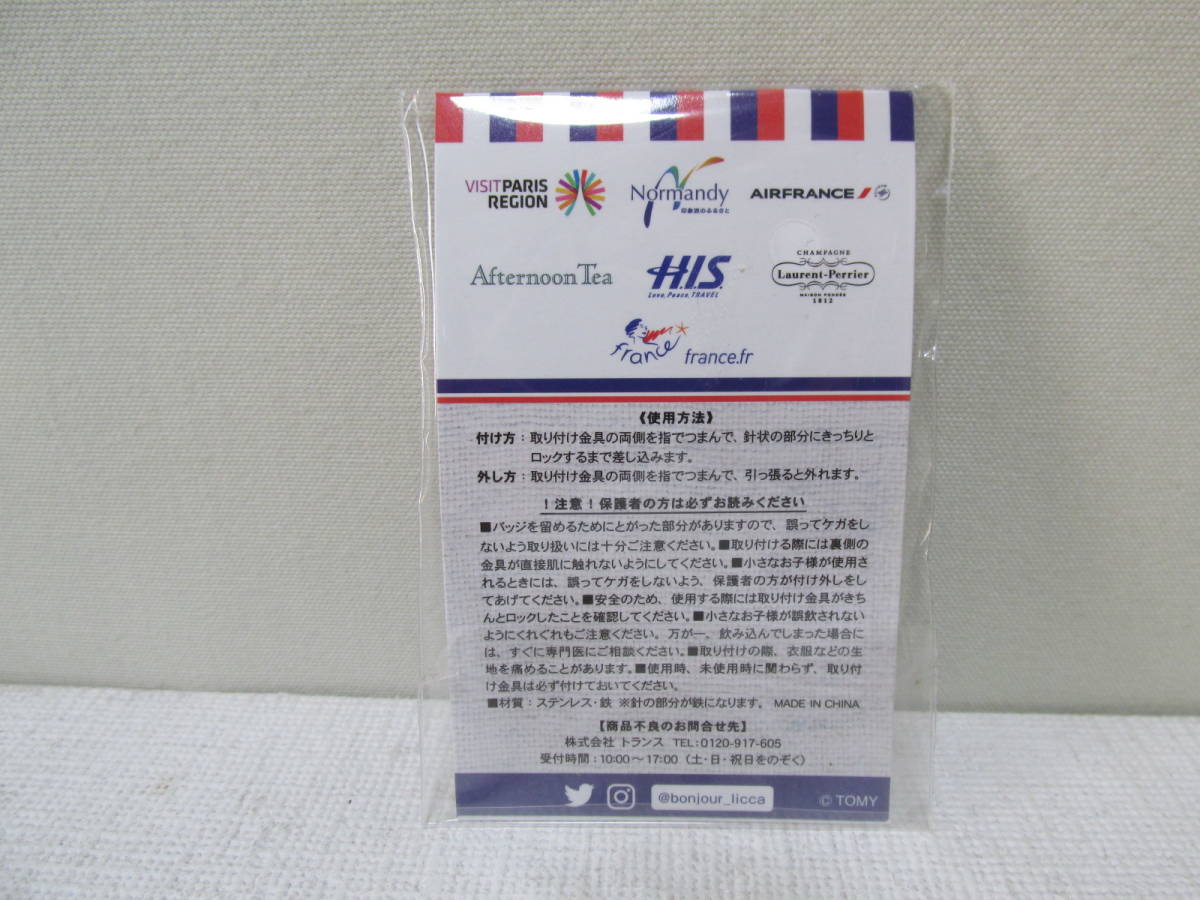 VISIT PARIS REGION
Normandy
印象派のふるさと
AIRFRANCE
Afternoon Tea
H.I.S.
Love, Peace, TRAVEL
CHAMPAGNE
Laurent-Perrier
MAISON FONDÉE
1812
france
france.fr
《使用方法》
付け方：取り付け金具の両側を指でつまんで、針状の部分にきっちりと
ロックするまで差し込みます。
外し方：取り付け金具の両側を指でつまんで、引っ張ると外れます。
！注意！保護者の方は必ずお読みください
■バッジを留めるためにとがった部分がありますので、誤ってケガをし
ないよう取り扱いには十分ご注意ください。■取り付ける際には裏側の
金具が直接肌に触れないようにしてください。■小さなお子様が使用さ
れるときには、誤ってケガをしないよう、保護者の方が付け外しをし
てあげてください。■安全のため、使用する際には取り付け金具がきち
んとロックしたことを確認してください。■小さなお子様が誤飲されない
ようにくれぐれもご注意ください。万が一、飲み込んでしまった場合に
は、すぐに専門医にご相談ください。■取り付けの際、衣服などの生
地を痛めることがあります。■使用時、未使用時に関わらず、取り付
け金具は必ず付けておいてください。
■材質：ステンレス・鉄 ※針の部分が鉄になります。 MADE IN CHINA
【商品不良のお問合せ先】
株式会社 トランス TEL:0120-917-605
受付時間：10:00〜17:00（土・日・祝日をのぞく）
@bonjour_licca
© TOMY